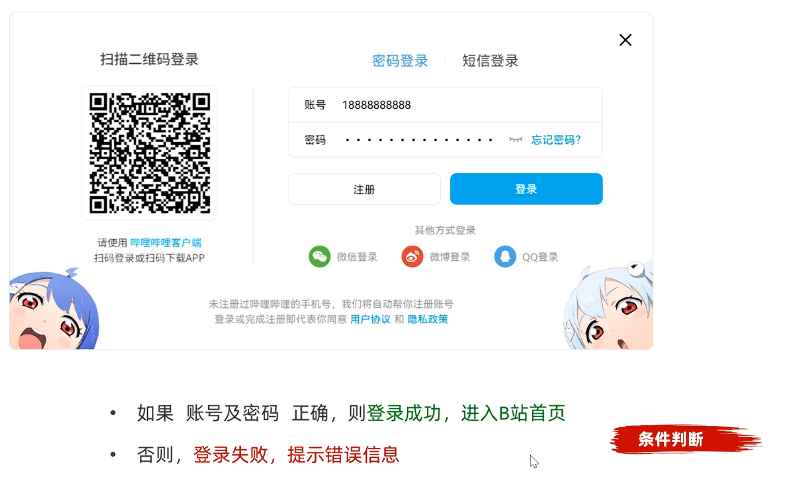 扫描二维码登录
请使用 哔哩哔哩客户端
扫码登录或扫码下载APP
密码登录 短信登录
账号 18888888888
密码 •••••••••••••• 忘记密码?
注册 登录
其他方式登录
微信登录 微博登录 QQ登录
未注册过哔哩哔哩的手机号，我们将自动帮你注册账号
登录或完成注册即代表你同意 用户协议 和 隐私政策
• 如果 账号及密码 正确，则登录成功，进入B站首页
• 否则，登录失败，提示错误信息
条件判断